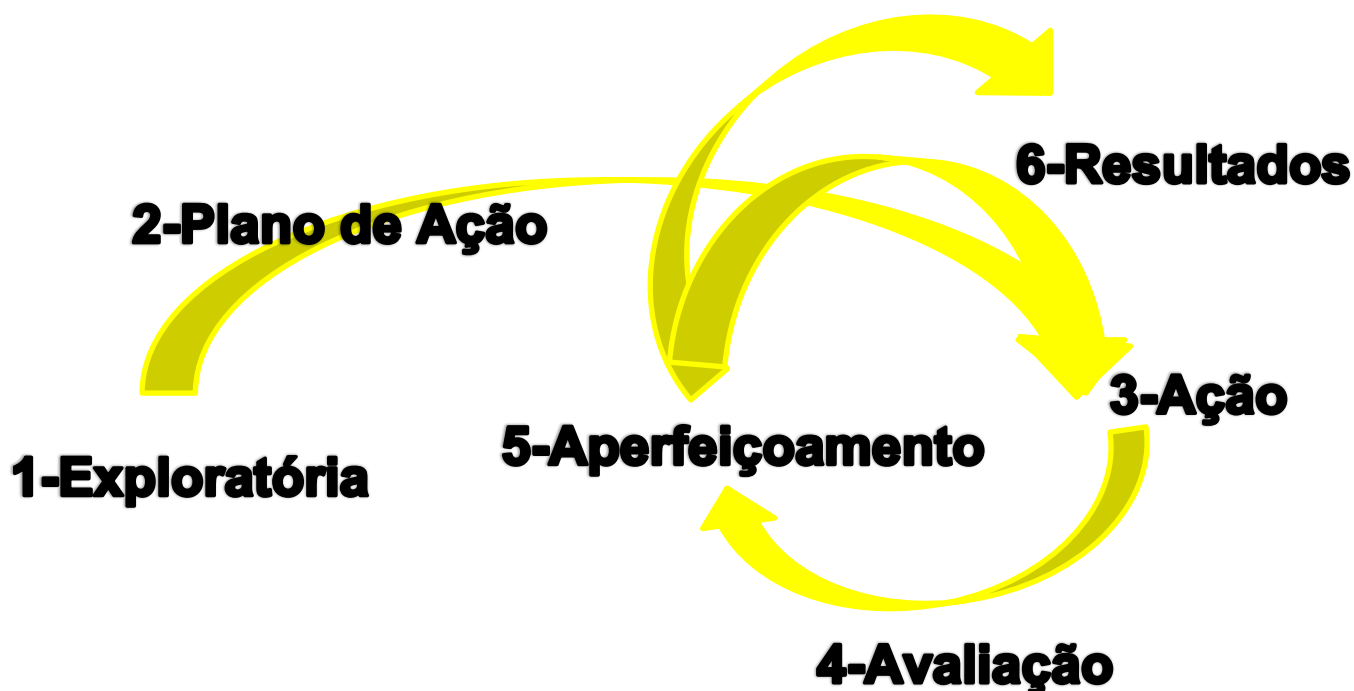 6-Resultados
2-Plano de Ação
3-Ação
5-Aperfeiçoamento
1-Exploratória
4-Avaliação